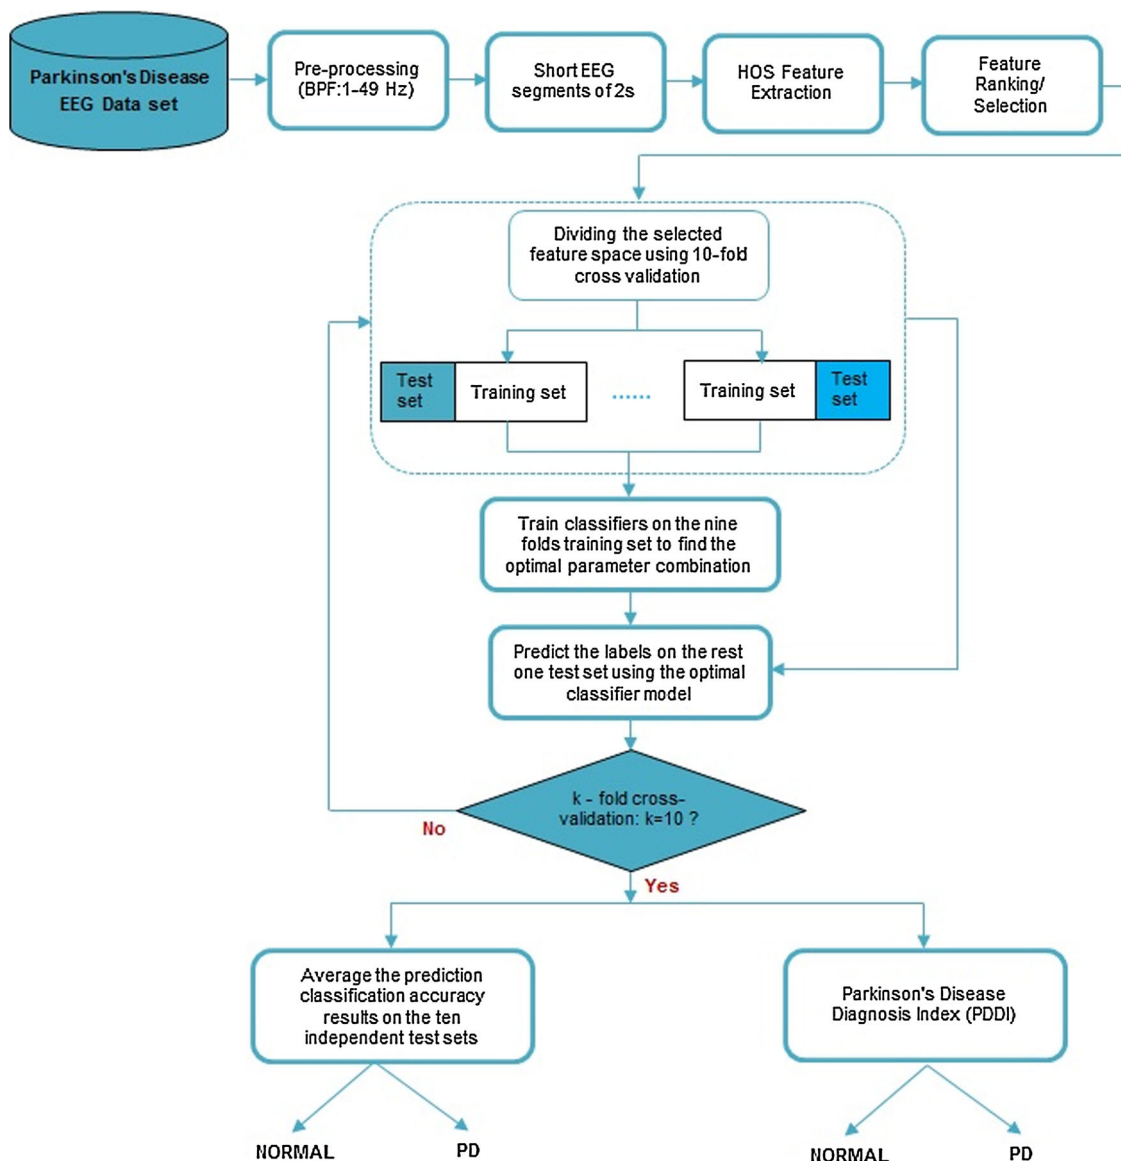 Parkinson's Disease
EEG Data set
Pre-processing
(BPF:1-49 Hz)
Short EEG
segments of 2s
HOS Feature
Extraction
Feature
Ranking/
Selection
Dividing the selected
feature space using 10-fold
cross validation
Test
set
Training set
......
Training set
Test
set
Train classifiers on the nine
folds training set to find the
optimal parameter combination
Predict the labels on the rest
one test set using the optimal
classifier model
k - fold cross-
validation: k=10 ?
No
Yes
Average the prediction
classification accuracy
results on the ten
independent test sets
Parkinson's Disease
Diagnosis Index (PDDI)
NORMAL
PD
NORMAL
PD